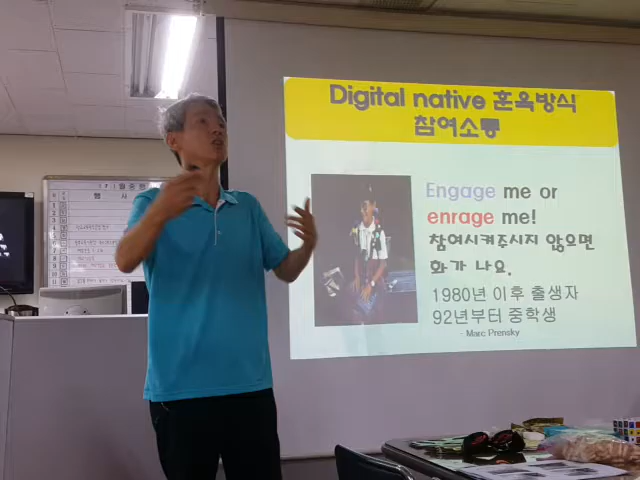 Digital native 훈육방식
참여소통
Engage me or
enrage me!
참여시켜주시지 않으면
화가 나요.
1980년 이후 출생자
92년부터 중학생
- Marc Prensky
행 사